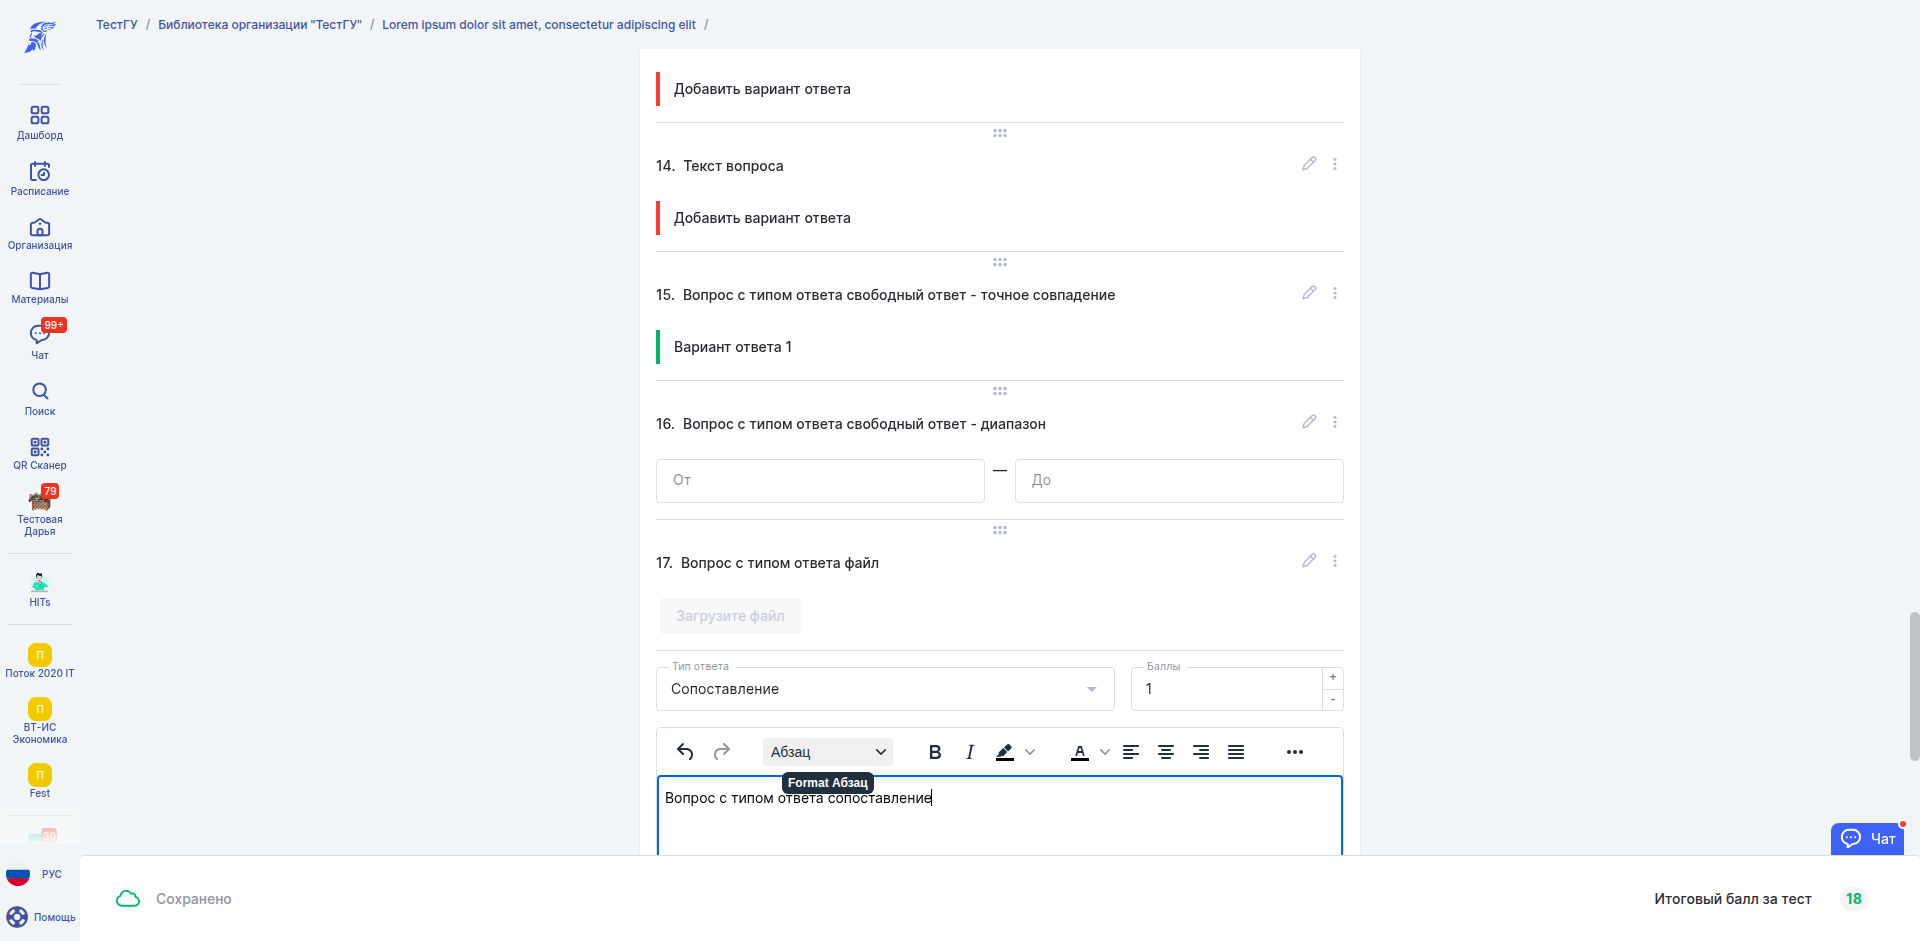 ТестГУ / Библиотека организации "ТестГУ" / Lorem ipsum dolor sit amet, consectetur adipiscing elit /
Дашборд
Расписание
Организация
Материалы
99+
Чат
Поиск
QR Сканер
79
Тестовая
Дарья
HITs
П
Поток 2020 IT
П
ВТ-ИС
Экономика
П
Fest
30
РУС
Помощь
Добавить вариант ответа
14. Текст вопроса
Добавить вариант ответа
15. Вопрос с типом ответа свободный ответ - точное совпадение
Вариант ответа 1
16. Вопрос с типом ответа свободный ответ - диапазон
От — До
17. Вопрос с типом ответа файл
Загрузите файл
Тип ответа
Сопоставление
Баллы
1
+
-
Абзац
B I A
Format Абзац
Вопрос с типом ответа сопоставление
Чат
Сохранено
Итоговый балл за тест 18